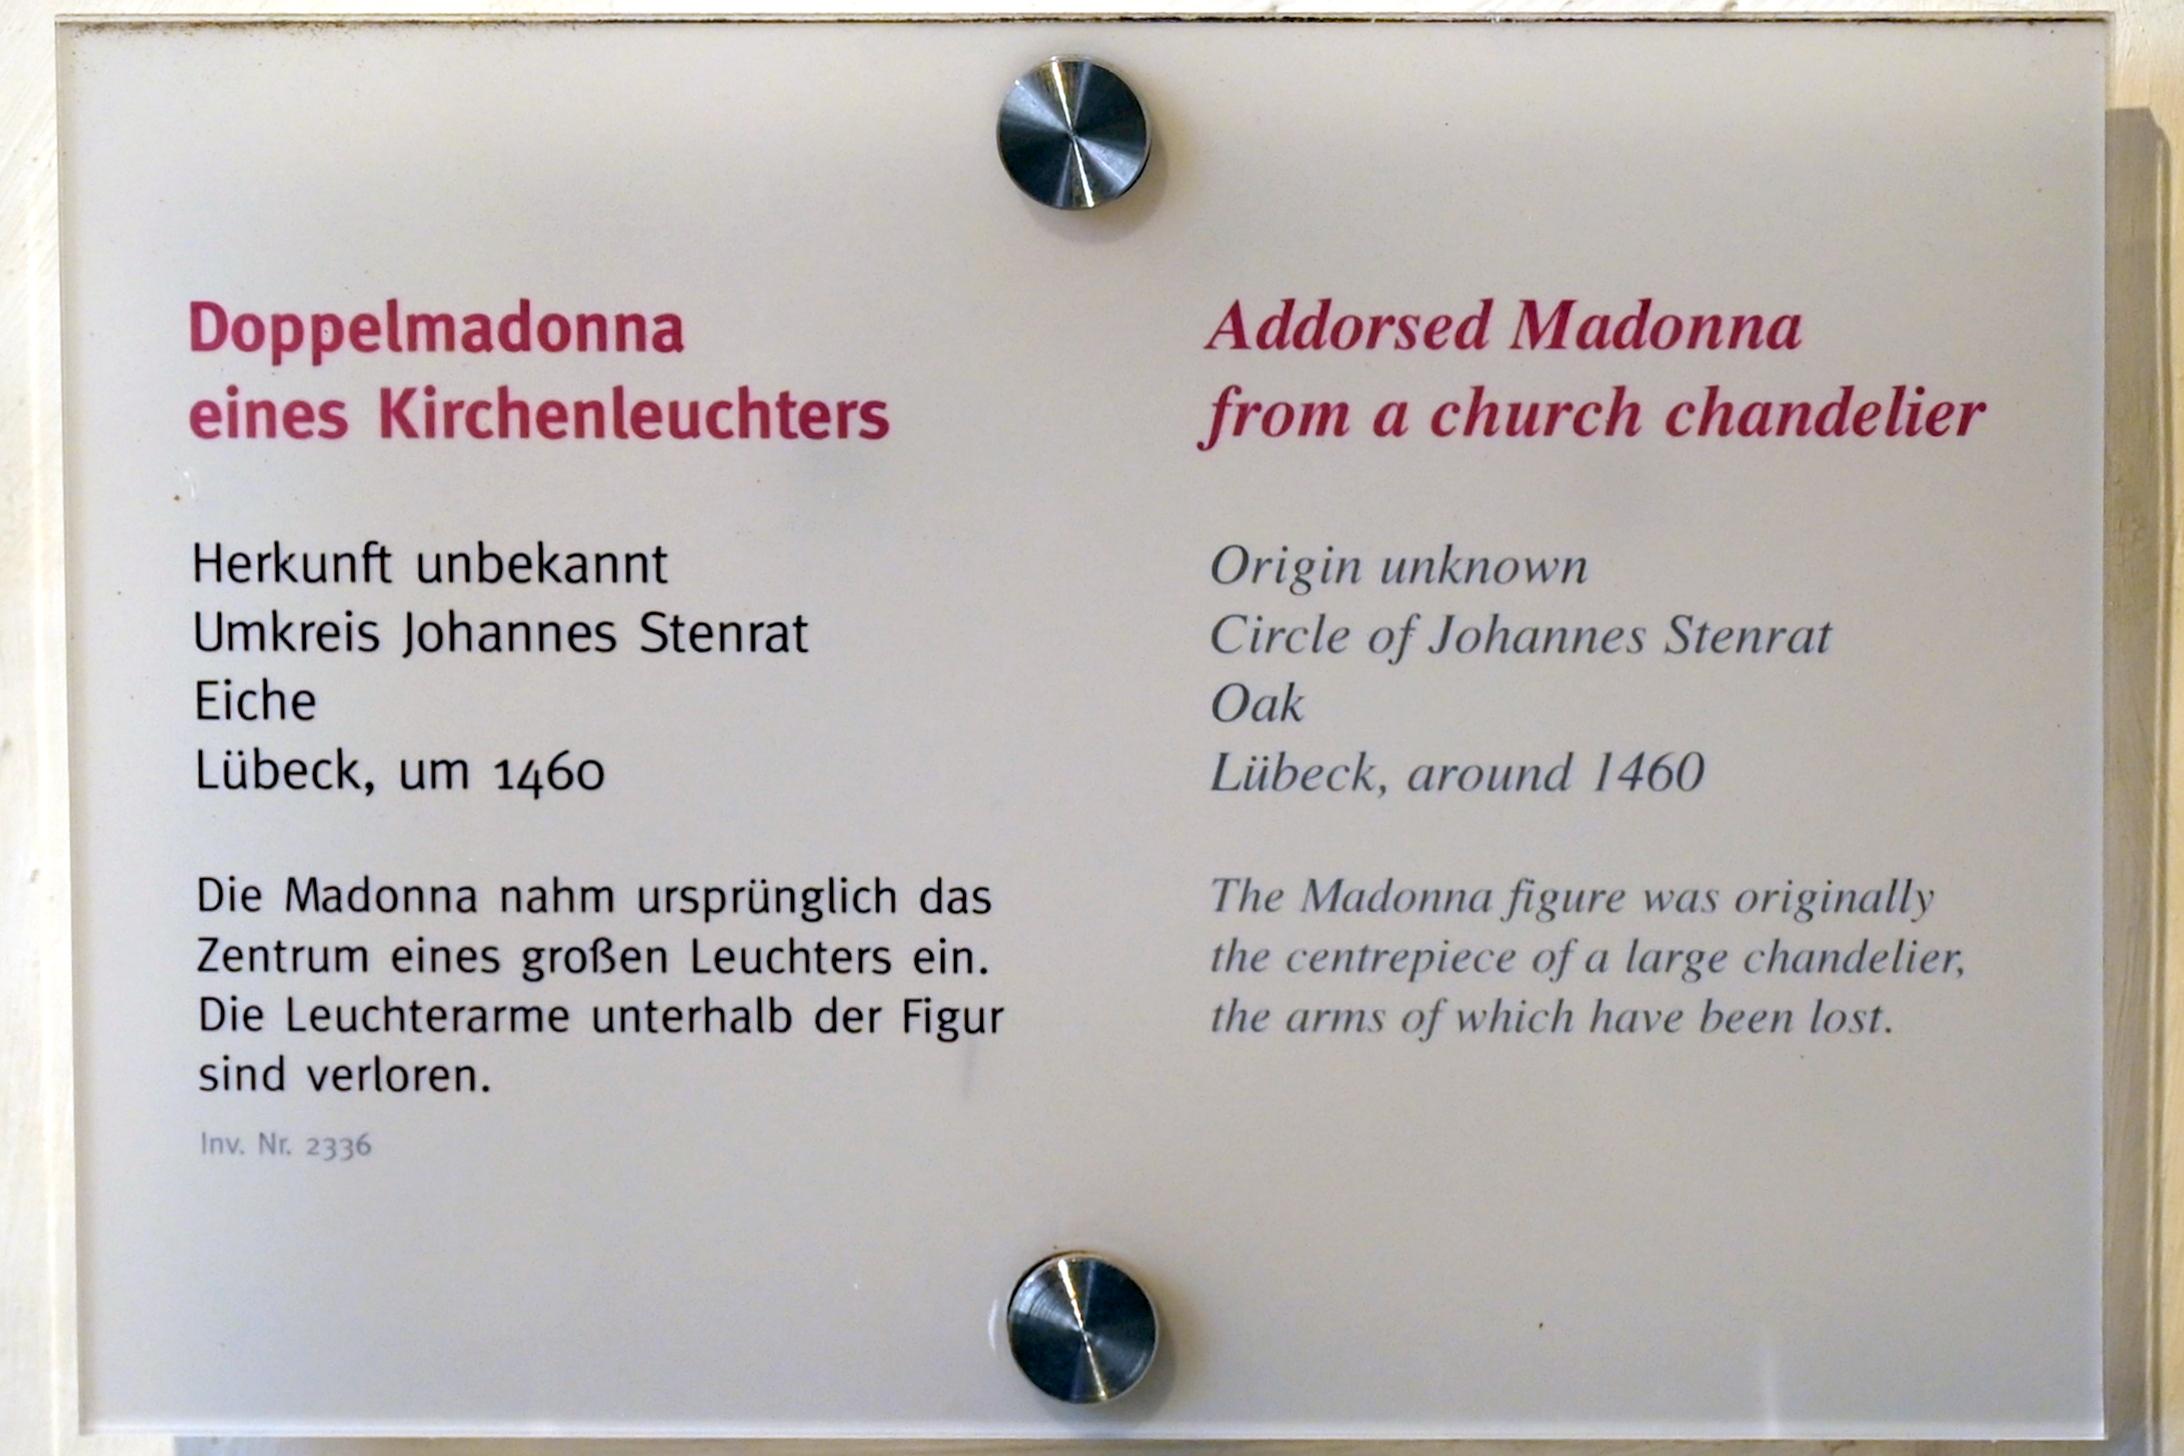 Doppelmadonna
eines Kirchenleuchters
Herkunft unbekannt
Umkreis Johannes Stenrat
Eiche
Lübeck, um 1460
Die Madonna nahm ursprünglich das
Zentrum eines großen Leuchters ein.
Die Leuchterarme unterhalb der Figur
sind verloren.
Inv. Nr. 2336
Addorsed Madonna
from a church chandelier
Origin unknown
Circle of Johannes Stenrat
Oak
Lübeck, around 1460
The Madonna figure was originally
the centrepiece of a large chandelier,
the arms of which have been lost.